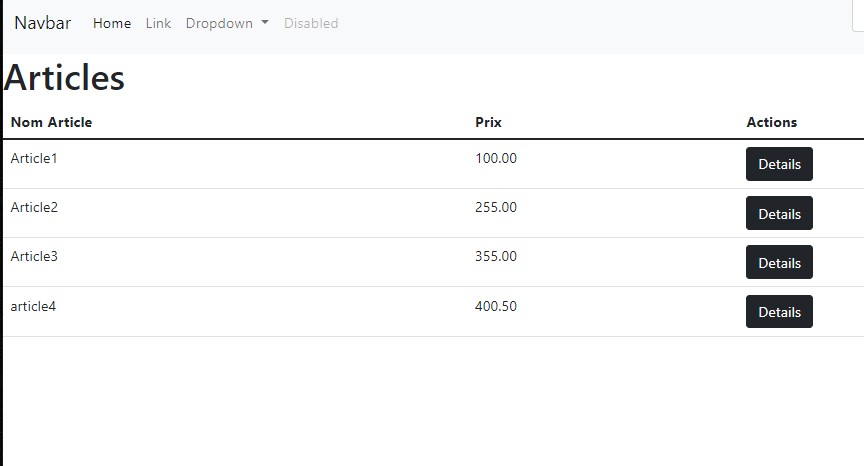 Navbar Home Link Dropdown Disabled
Articles
Nom Article Prix Actions
Article1 100.00 Details
Article2 255.00 Details
Article3 355.00 Details
article4 400.50 Details